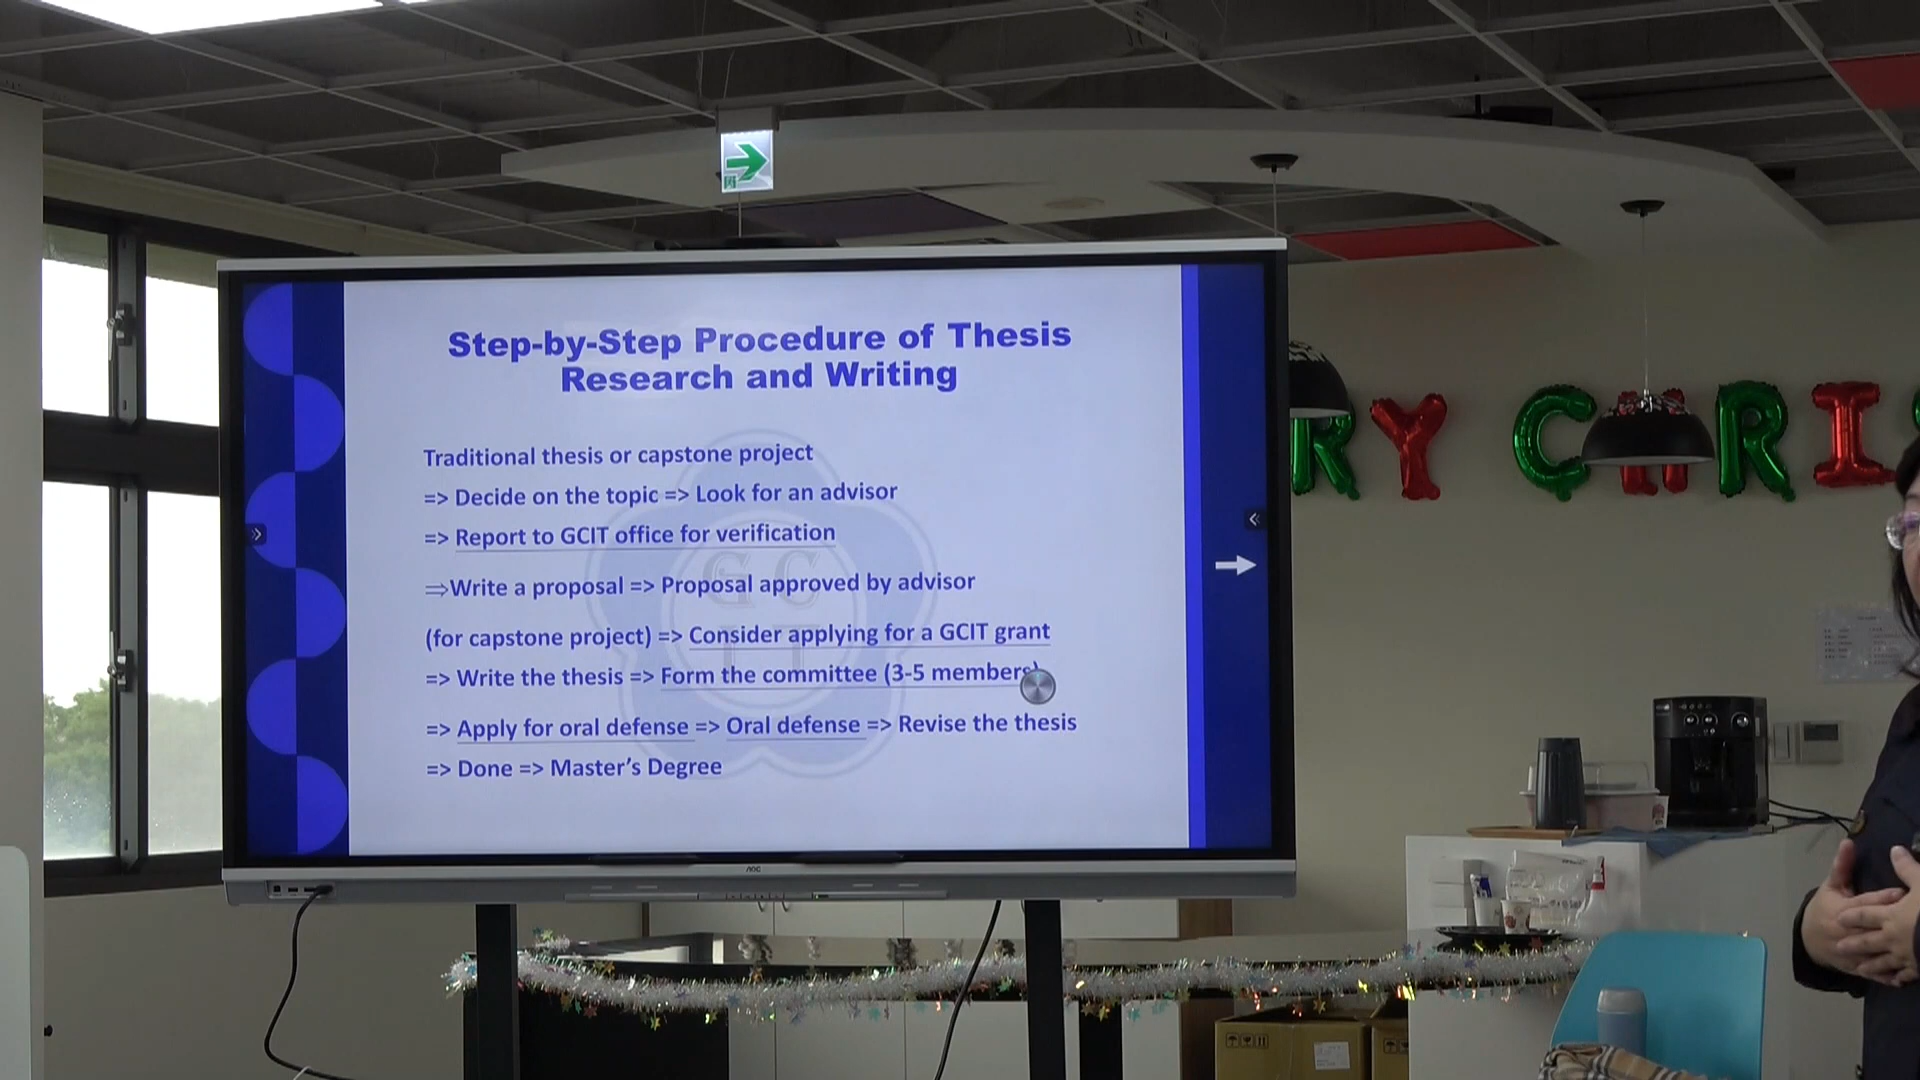 Step-by-Step Procedure of Thesis
Research and Writing
Traditional thesis or capstone project
=> Decide on the topic => Look for an advisor
=> Report to GCIT office for verification
⇒Write a proposal => Proposal approved by advisor
(for capstone project) => Consider applying for a GCIT grant
=> Write the thesis => Form the committee (3-5 members)
=> Apply for oral defense => Oral defense => Revise the thesis
=> Done => Master's Degree
G C
I T
AOC
RY C RI